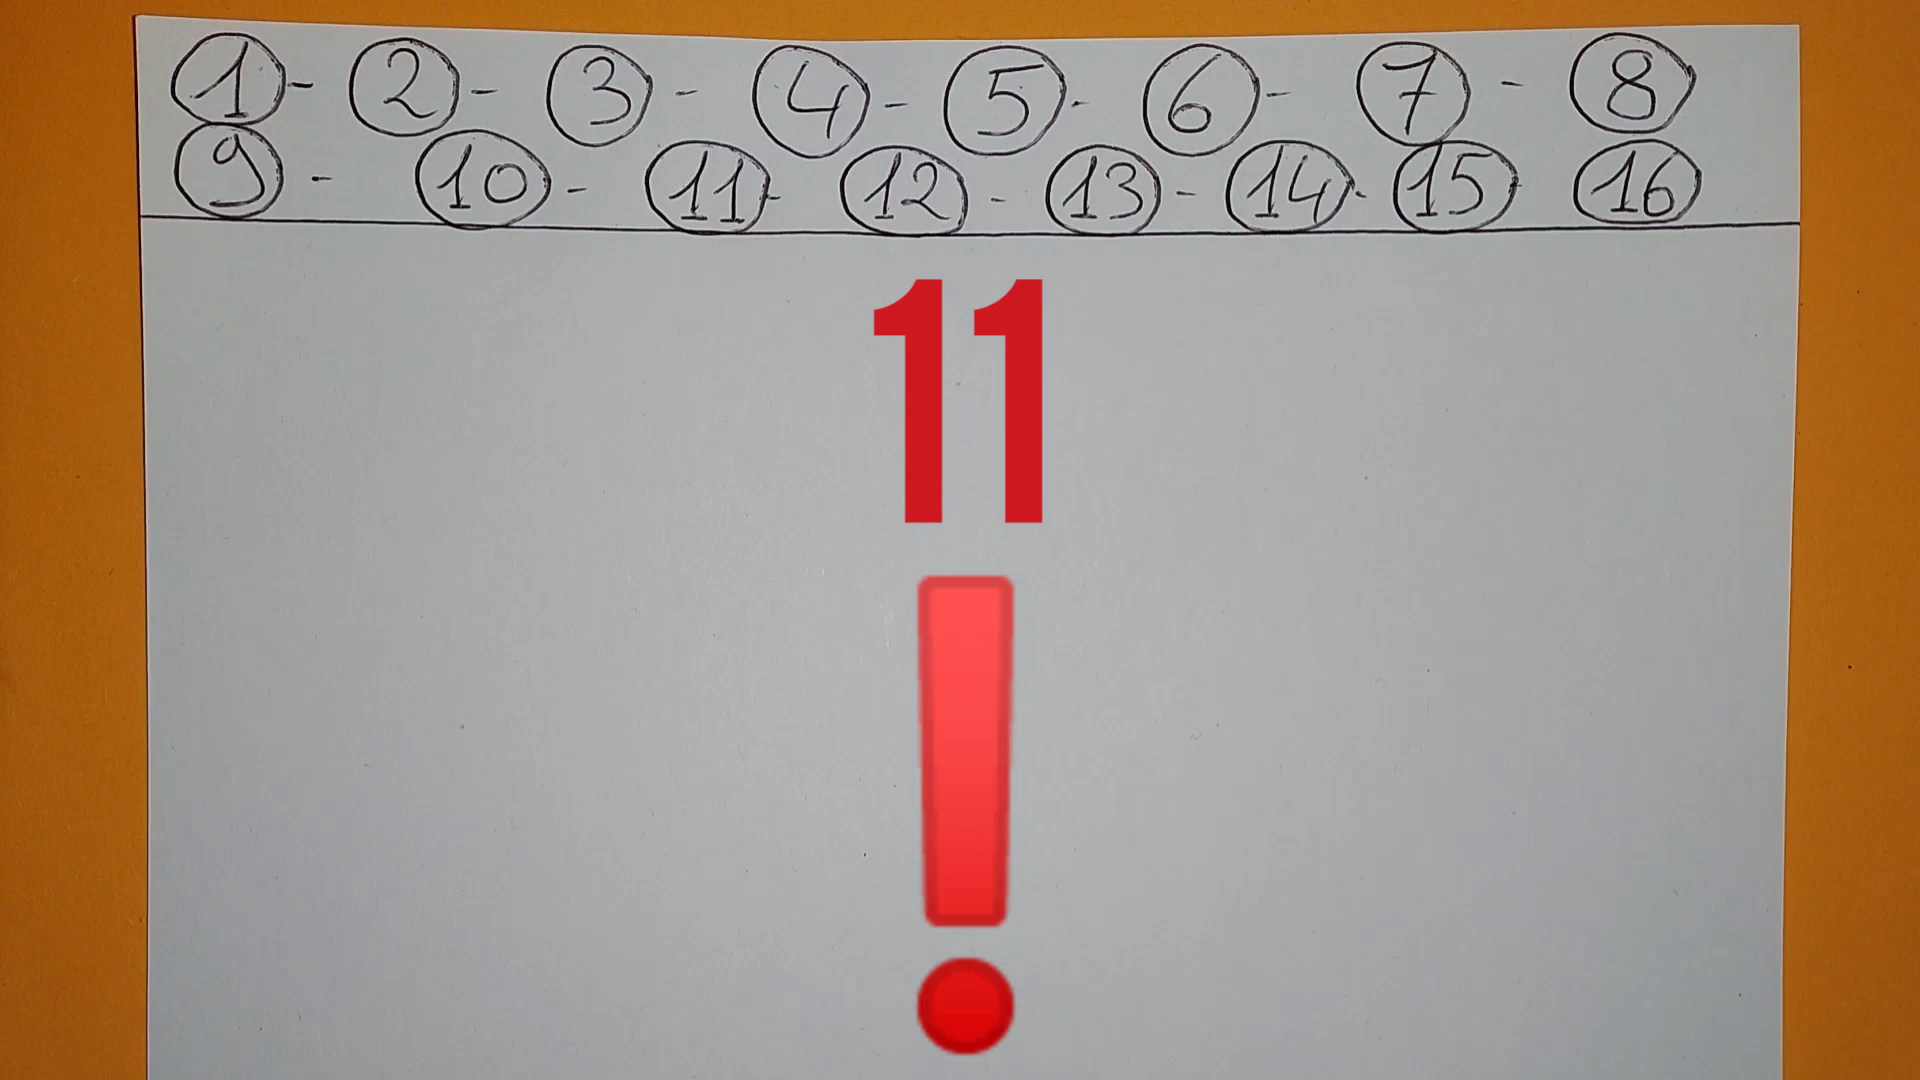 1 - 2 - 3 - 4 - 5 - 6 - 7 - 8
9 - 10 - 11 - 12 - 13 - 14 - 15 16
11
❗